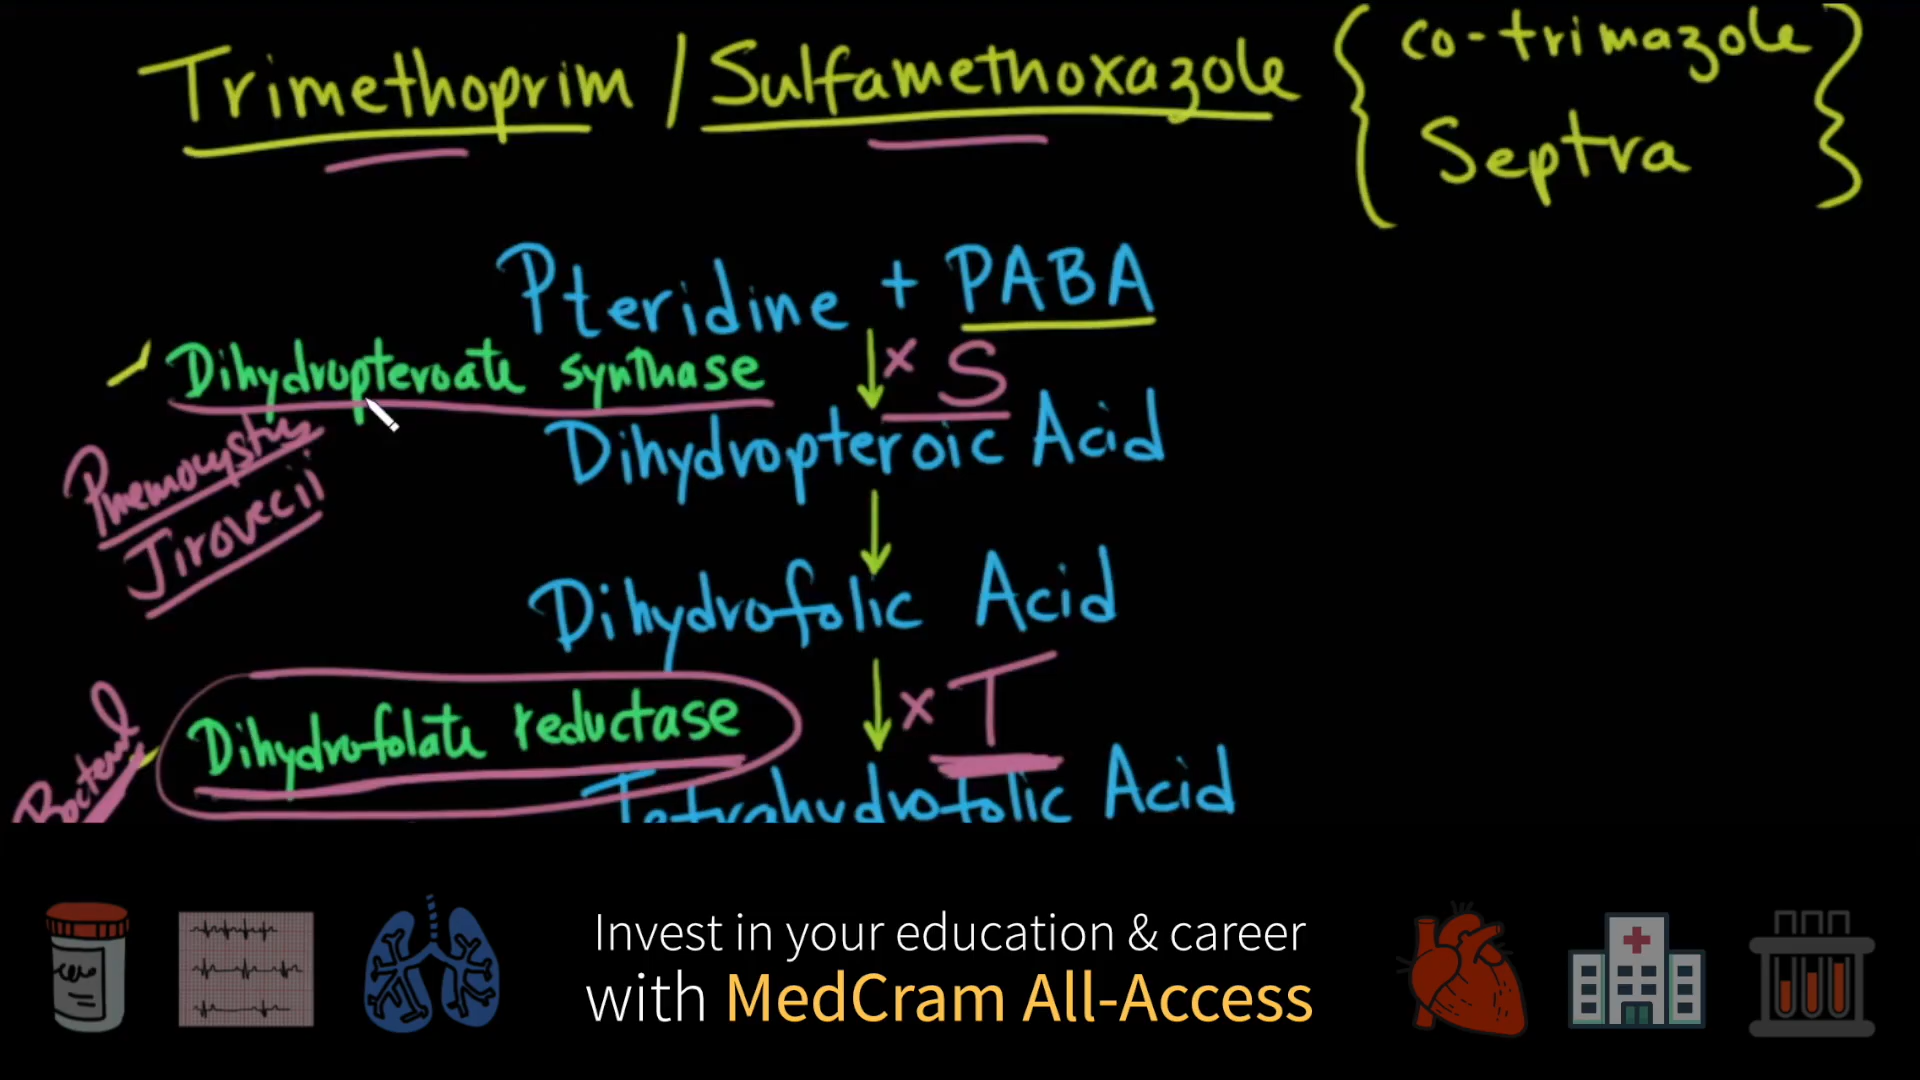 Trimethoprim / Sulfamethoxazole { co-trimazole
Septra }
Pteridine + PABA
Dihydropteroate synthase
x S
Dihydropteroic Acid
Pnemocystis
Jirovecii
Dihydrofolic Acid
Dihydrofolate reductase
x T
Tetrahydrofolic Acid
Invest in your education & career
with MedCram All-Access